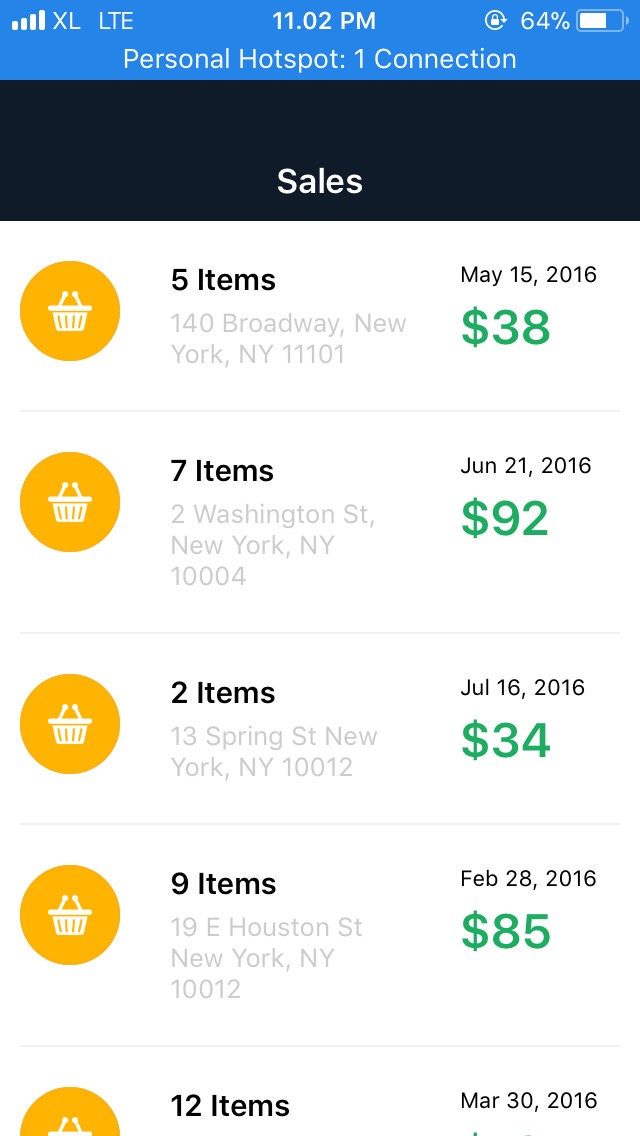 XL LTE 11.02 PM 64%
Personal Hotspot: 1 Connection
Sales
5 Items
140 Broadway, New
York, NY 11101
May 15, 2016
$38
7 Items
2 Washington St,
New York, NY
10004
Jun 21, 2016
$92
2 Items
13 Spring St New
York, NY 10012
Jul 16, 2016
$34
9 Items
19 E Houston St
New York, NY
10012
Feb 28, 2016
$85
12 Items
Mar 30, 2016